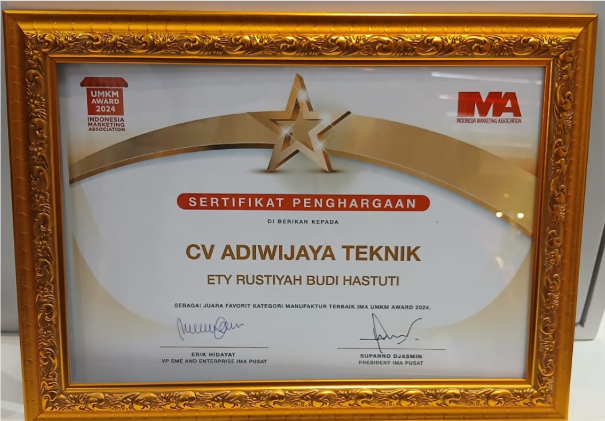 UMKM
AWARD
2024
INDONESIA
MARKETING
ASSOCIATION
IMA
INDONESIA MARKETING ASSOCIATION
SERTIFIKAT PENGHARGAAN
DI BERIKAN KEPADA
CV ADIWIJAYA TEKNIK
ETY RUSTIYAH BUDI HASTUTI
SEBAGAI JUARA FAVORIT KATEGORI MANUFAKTUR TERBAIK IMA UMKM AWARD 2024.
ERIK HIDAYAT
VP SME AND ENTERPRISE IMA PUSAT
SUPARNO DJASMIN
PRESIDENT IMA PUSAT